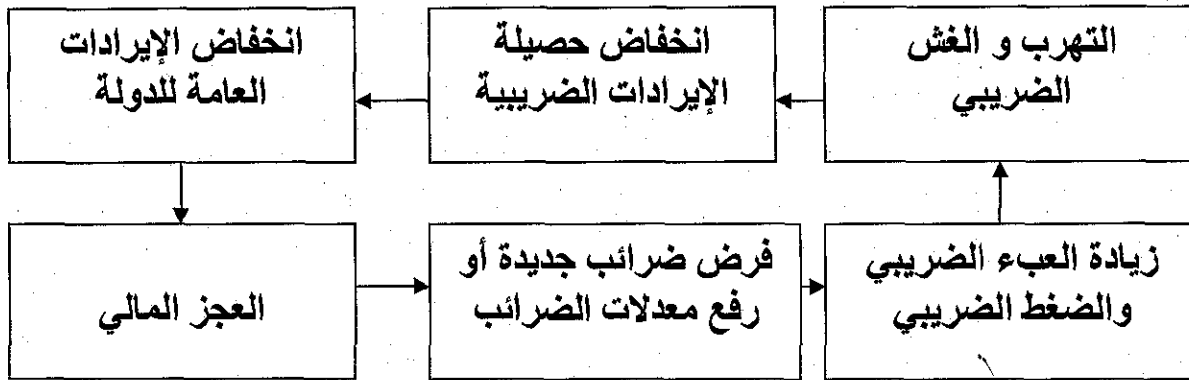 التهرب و الغش
الضريبي
انخفاض حصيلة
الإيرادات الضريبية
انخفاض الإيرادات
العامة للدولة
العجز المالي
فرض ضرائب جديدة أو
رفع معدلات الضرائب
زيادة العبء الضريبي
والضغط الضريبي